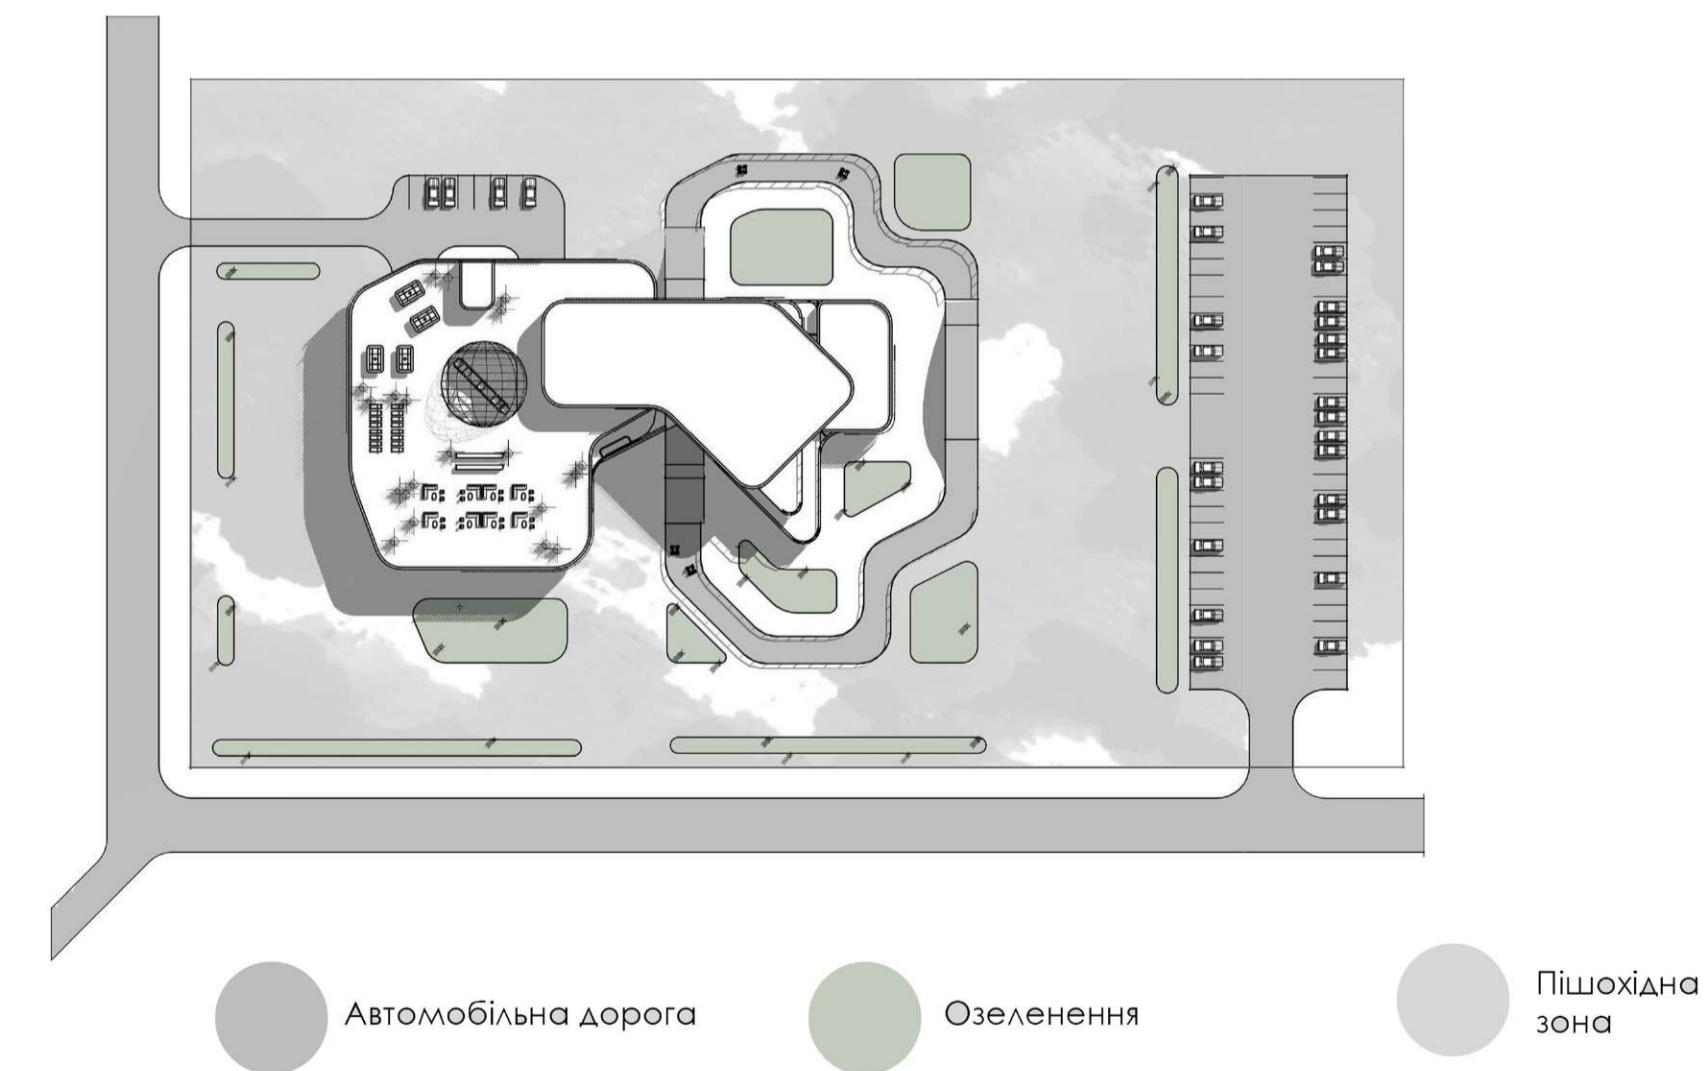 Автомобільна дорога
Озеленення
Пішохідна
зона